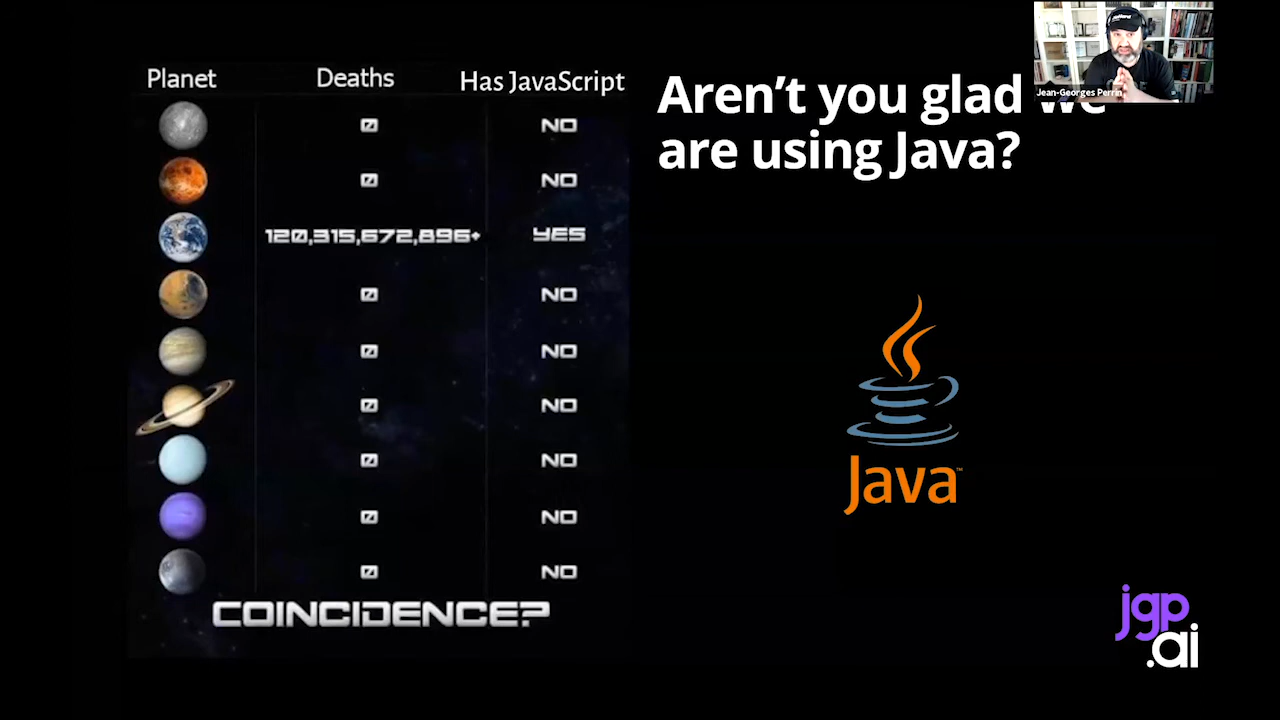 Planet Deaths Has JavaScript
0 NO
0 NO
120,315,672,896+ YES
0 NO
0 NO
0 NO
0 NO
0 NO
0 NO
COINCIDENCE?
Aren't you glad we
are using Java?
Java™
jgp
.ai
Jean-Georges Perrin